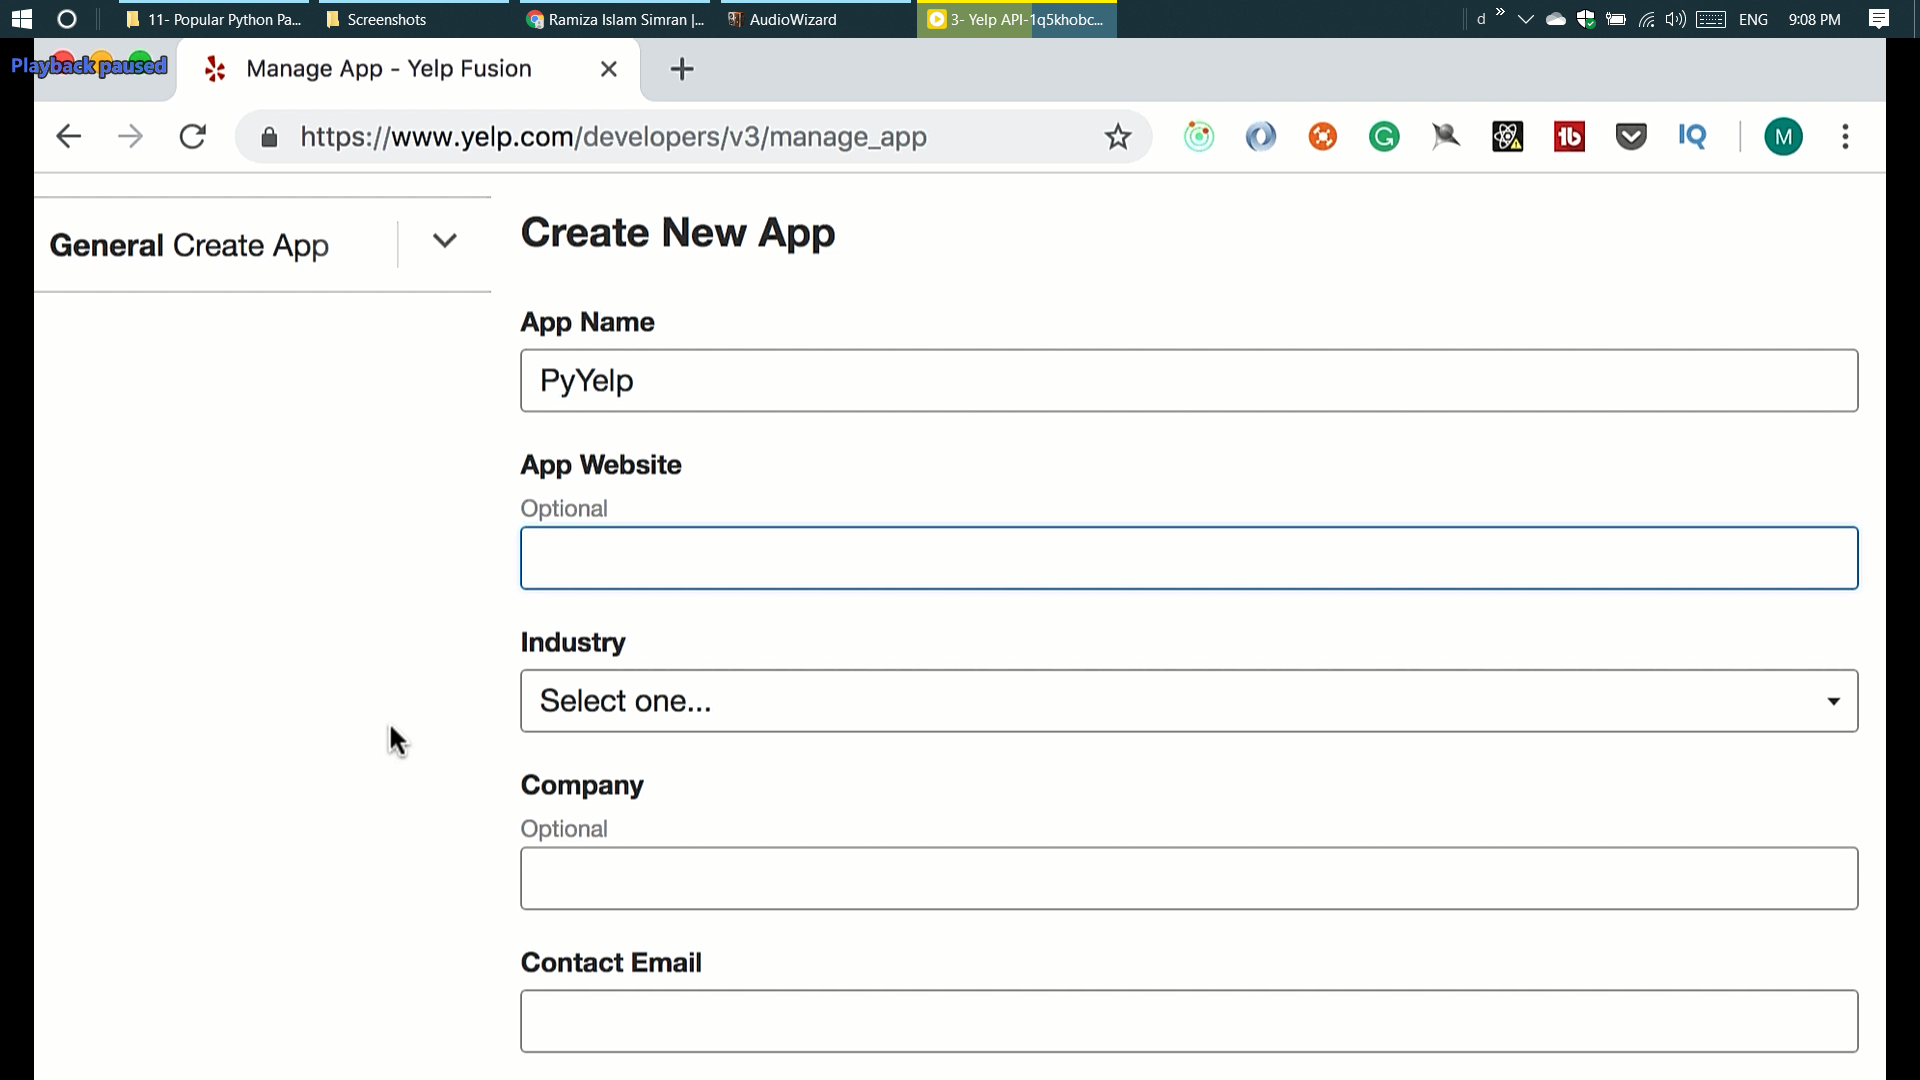 11- Popular Python Pa...
Screenshots
Ramiza Islam Simran |...
AudioWizard
3- Yelp API-1q5khobc...
d
»
ENG
9:08 PM
Playback paused
Manage App - Yelp Fusion
https://www.yelp.com/developers/v3/manage_app
G
tb
IQ
M
General Create App
Create New App
App Name
PyYelp
App Website
Optional
Industry
Select one...
Company
Optional
Contact Email